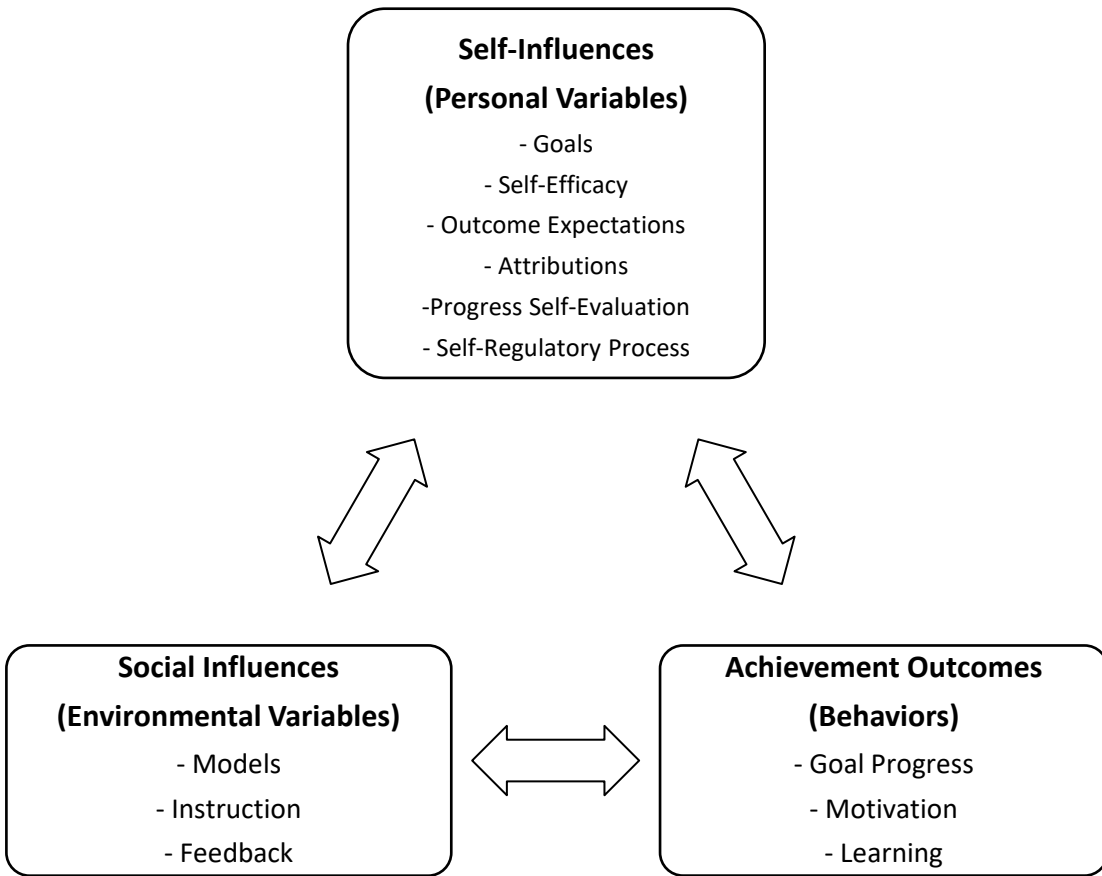 Self-Influences
(Personal Variables)
- Goals
- Self-Efficacy
- Outcome Expectations
- Attributions
-Progress Self-Evaluation
- Self-Regulatory Process
Social Influences
(Environmental Variables)
- Models
- Instruction
- Feedback
Achievement Outcomes
(Behaviors)
- Goal Progress
- Motivation
- Learning